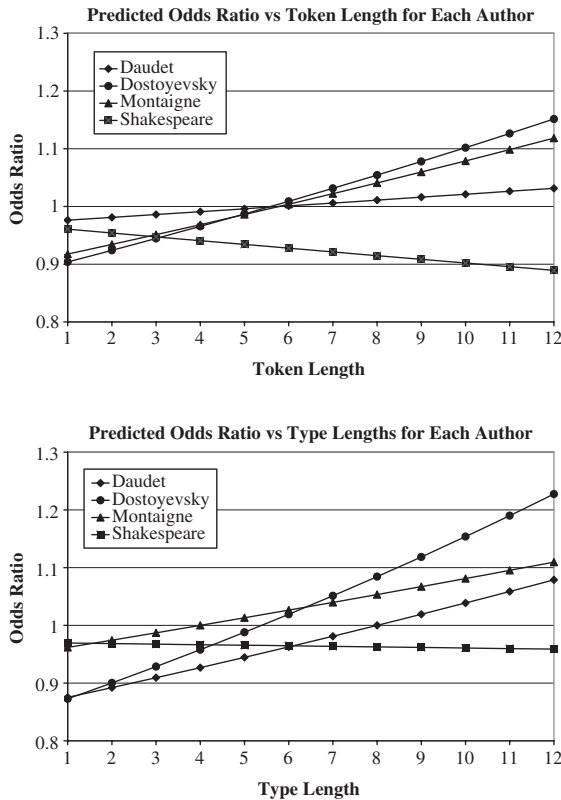 Predicted Odds Ratio vs Token Length for Each Author
1.3
Daudet
Dostoyevsky
Montaigne
Shakespeare
1.2
1.1
1
0.9
0.8
Odds Ratio
1 2 3 4 5 6 7 8 9 10 11 12
Token Length
Predicted Odds Ratio vs Type Lengths for Each Author
1.3
Daudet
Dostoyevsky
Montaigne
Shakespeare
1.2
1.1
1
0.9
0.8
Odds Ratio
1 2 3 4 5 6 7 8 9 10 11 12
Type Length